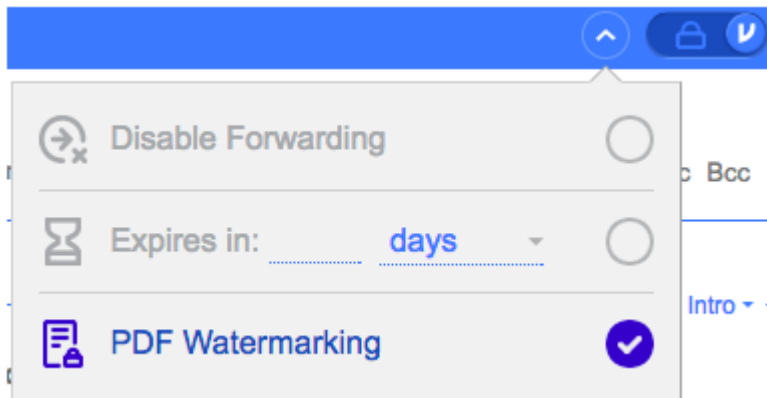 Disable Forwarding
Bcc
Expires in: days
Intro
PDF Watermarking